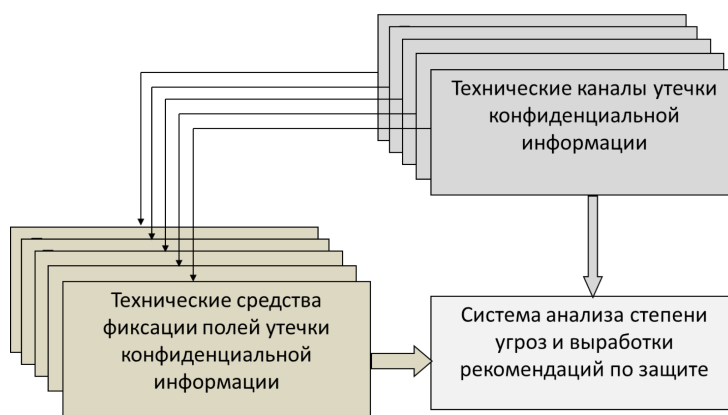 Технические каналы утечки
конфиденциальной
информации
Технические средства
фиксации полей утечки
конфиденциальной
информации
Система анализа степени
угроз и выработки
рекомендаций по защите